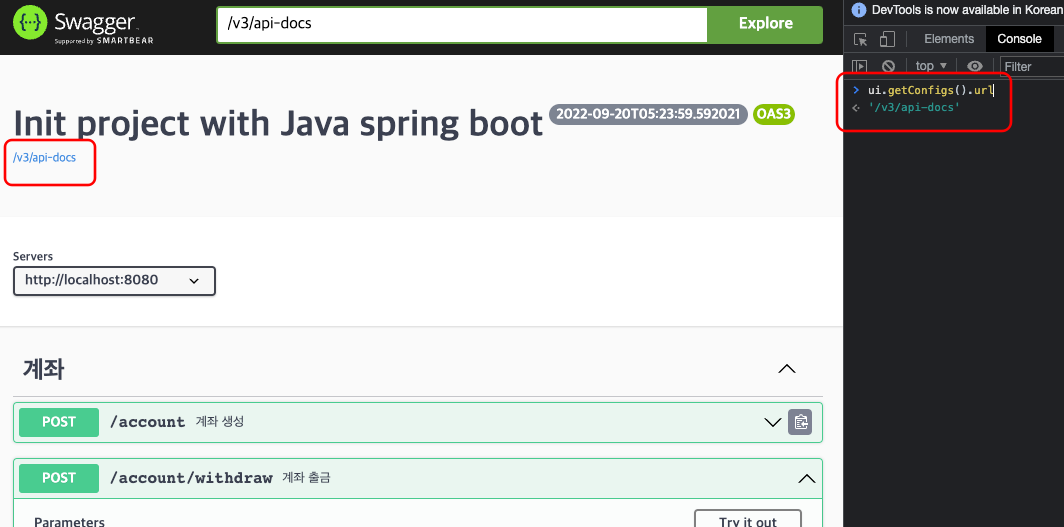 Swagger
Supported by SMARTBEAR
/v3/api-docs
Explore
Init project with Java spring boot
2022-09-20T05:23:59.592021
OAS3
/v3/api-docs
Servers
http://localhost:8080
계좌
POST /account 계좌 생성
POST /account/withdraw 계좌 출금
Parameters
Try it out
DevTools is now available in Korean
Elements
Console
top
Filter
> ui.getConfigs().url
'/v3/api-docs'